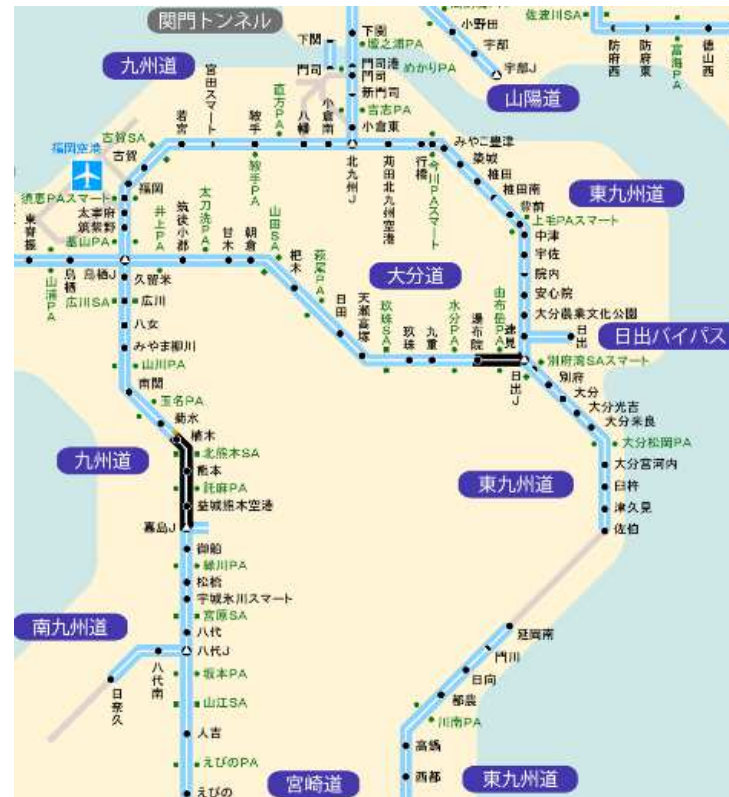 関門トンネル
下関
下関
壇之浦PA
門司港
門司
門司
めかりPA
新門司
吉志PA
小倉東
小野田
宇部
宇部J
山陽道
佐波川SA
防府西
防府東
富海PA
徳山西
九州道
宮田スマート
若宮
鞍手
直方PA
八幡
小倉南
鞍手PA
北九州J
苅田北九州空港
行橋
今川PAスマート
みやこ豊津
築城
椎田
椎田南
豊前
上毛PAスマート
中津
宇佐
院内
安心院
大分農業文化公園
東九州道
古賀SA
福岡空港
古賀
福岡
須恵PAスマート
太宰府
筑紫野
基山PA
東脊振
山浦PA
鳥栖
鳥栖J
井上PA
筑後小郡
太刀洗PA
甘木
朝倉
山田SA
杷木
萩尾PA
日田
天瀬高塚
玖珠SA
玖珠
九重
水分PA
湯布院
由布岳PA
速見
日出J
大分道
日出
日出バイパス
別府湾SAスマート
別府
大分
大分光吉
大分米良
大分松岡PA
大分宮河内
臼杵
津久見
佐伯
東九州道
久留米
広川SA
広川
八女
みやま柳川
山川PA
南関
玉名PA
菊水
植木
九州道
北熊本SA
熊本
託麻PA
益城熊本空港
嘉島J
御船
緑川PA
松橋
宇城氷川スマート
宮原SA
南九州道
八代
八代J
八代南
日奈久
坂本PA
山江SA
人吉
えびのPA
えびの
宮崎道
延岡南
門川
日向
都農
川南PA
高鍋
西都
東九州道